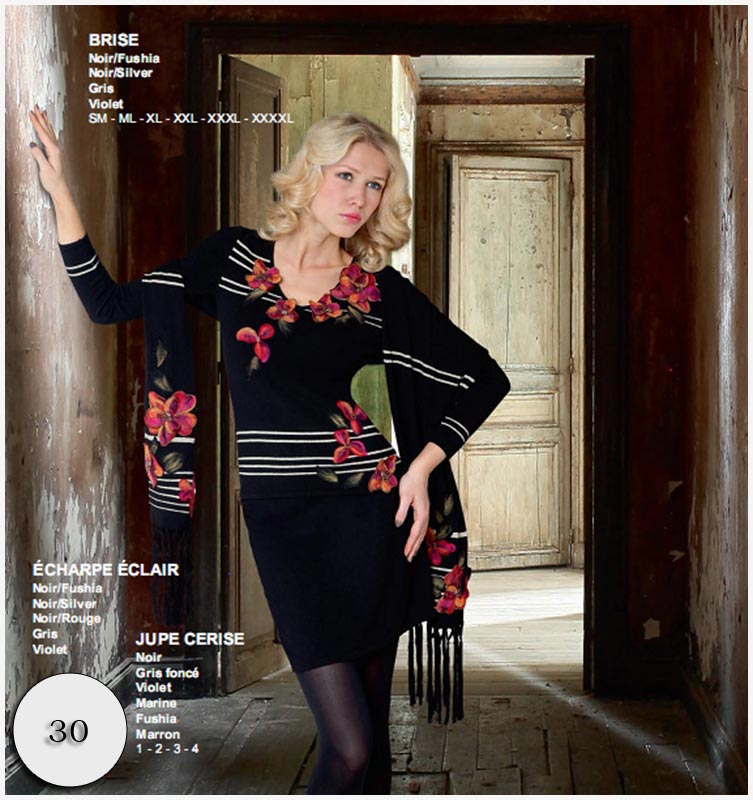 BRISE
Noir/Fushia
Noir/Silver
Gris
Violet
SM - ML - XL - XXL - XXXL - XXXXL
ÉCHARPE ÉCLAIR
Noir/Fushia
Noir/Silver
Noir/Rouge
Gris
Violet
JUPE CERISE
Noir
Gris foncé
Violet
Marine
Fushia
Marron
1 - 2 - 3 - 4
30